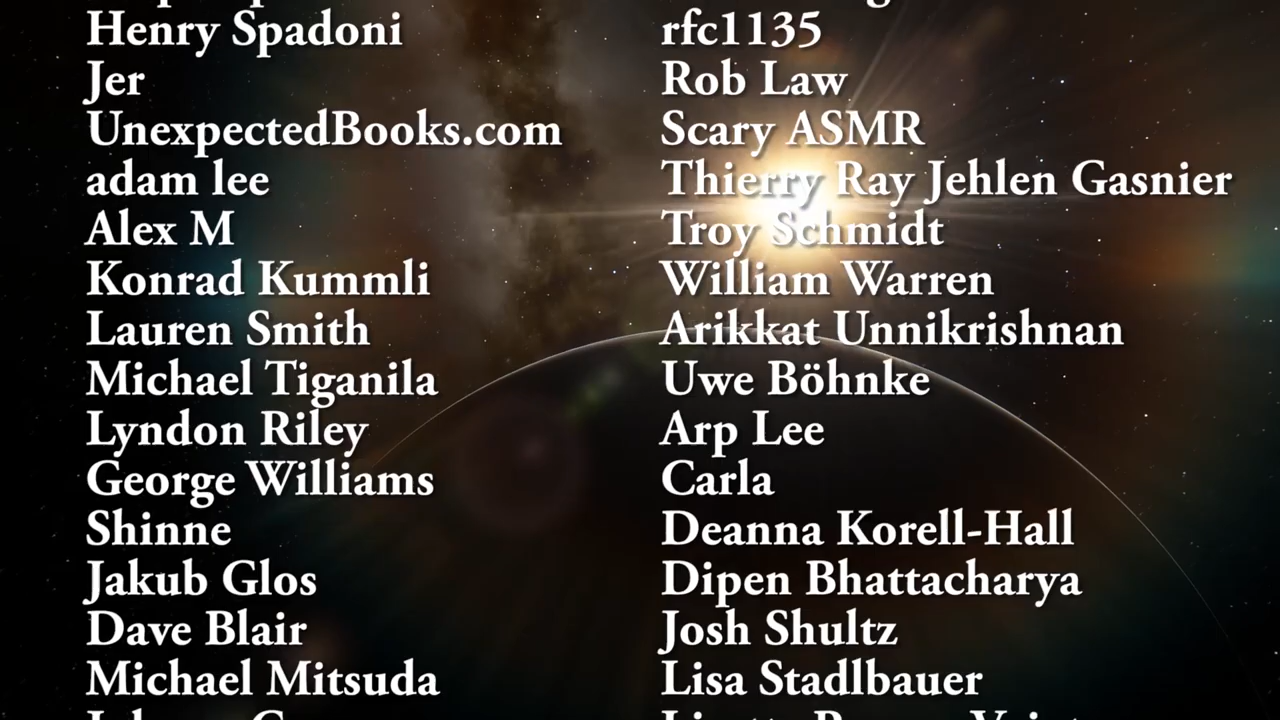 Henry Spadoni
Jer
UnexpectedBooks.com
adam lee
Alex M
Konrad Kummli
Lauren Smith
Michael Tiganila
Lyndon Riley
George Williams
Shinne
Jakub Glos
Dave Blair
Michael Mitsuda
rfc1135
Rob Law
Scary ASMR
Thierry Ray Jehlen Gasnier
Troy Schmidt
William Warren
Arikkat Unnikrishnan
Uwe Böhnke
Arp Lee
Carla
Deanna Korell-Hall
Dipen Bhattacharya
Josh Shultz
Lisa Stadlbauer